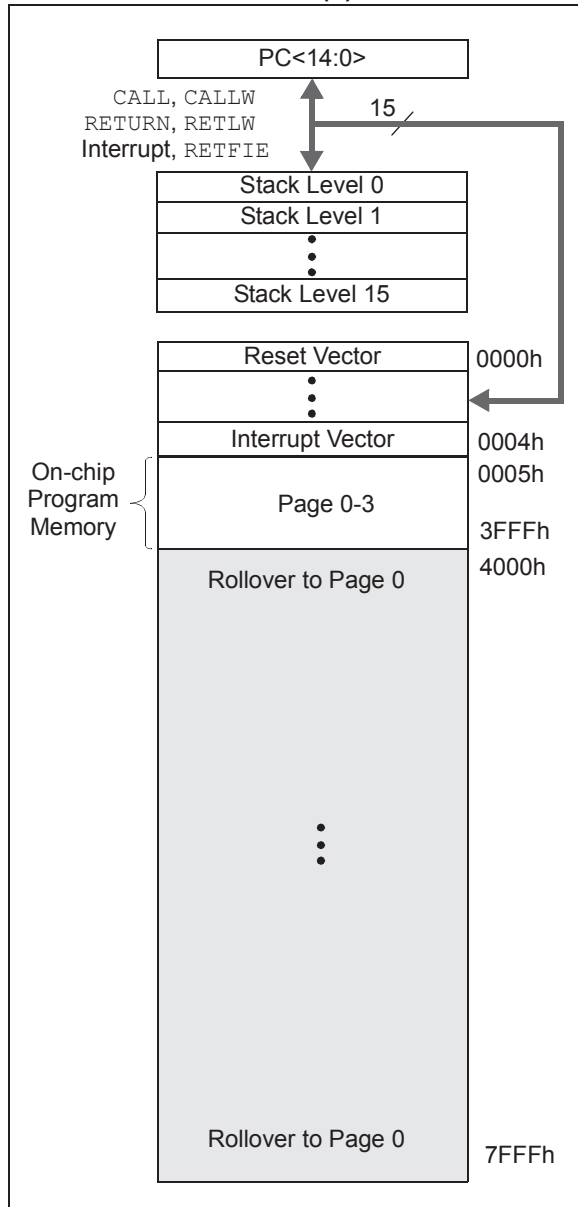 PC<14:0>
CALL, CALLW
RETURN, RETLW
Interrupt, RETFIE
15
Stack Level 0
Stack Level 1
Stack Level 15
Reset Vector
0000h
Interrupt Vector
0004h
On-chip
Program
Memory
0005h
Page 0-3
3FFFh
4000h
Rollover to Page 0
Rollover to Page 0
7FFFh